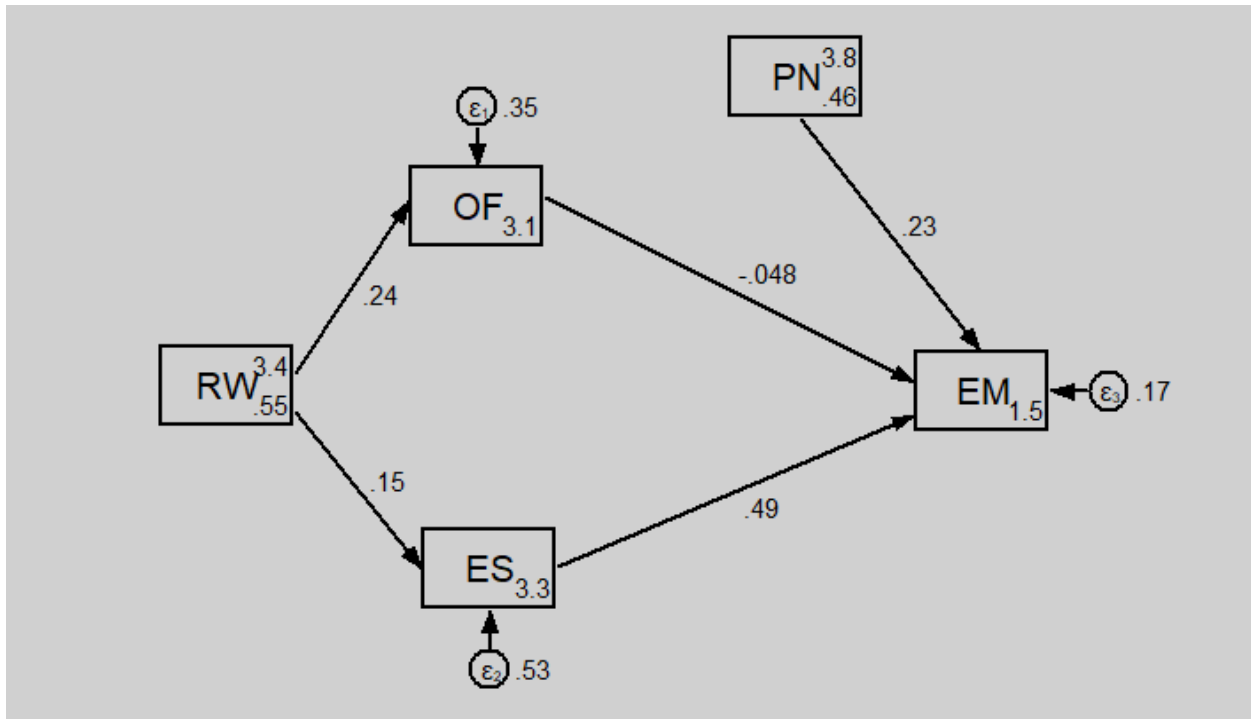 PN 3.8
.46
ε₁ .35
OF 3.1
.23
-.048
.24
RW 3.4
.55
EM 1.5
ε₃ .17
.15
.49
ES 3.3
ε₂ .53